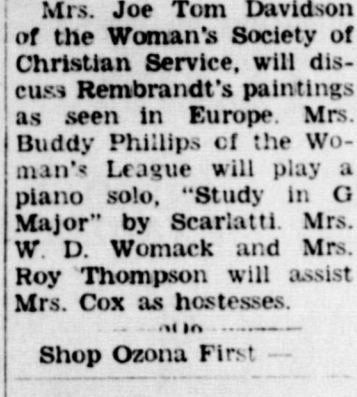 Mrs. Joe Tom Davidson
of the Woman's Society of
Christian Service, will dis-
cuss Rembrandt's paintings
as seen in Europe. Mrs.
Buddy Phillips of the Wo-
man's League will play a
piano solo, "Study in G
Major" by Scarlatti. Mrs.
W. D. Womack and Mrs.
Roy Thompson will assist
Mrs. Cox as hostesses.
Shop Ozona First —